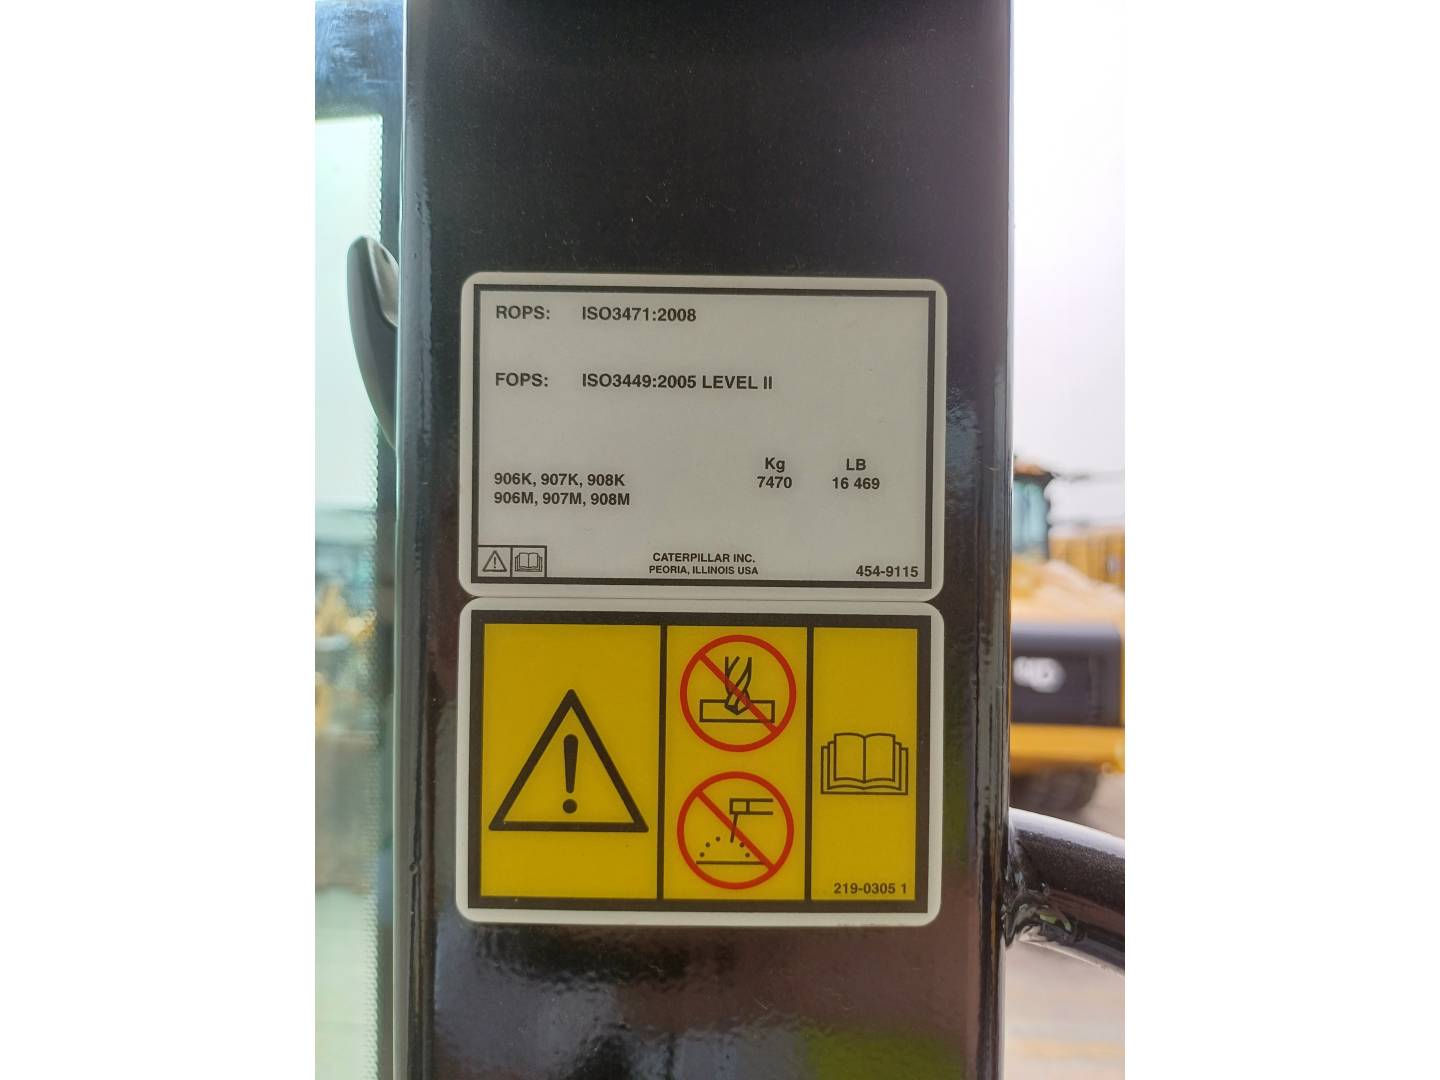 ROPS: ISO3471:2008
FOPS: ISO3449:2005 LEVEL II
Kg LB
906K, 907K, 908K 7470 16 469
906M, 907M, 908M
CATERPILLAR INC.
PEORIA, ILLINOIS USA
454-9115
219-0305 1